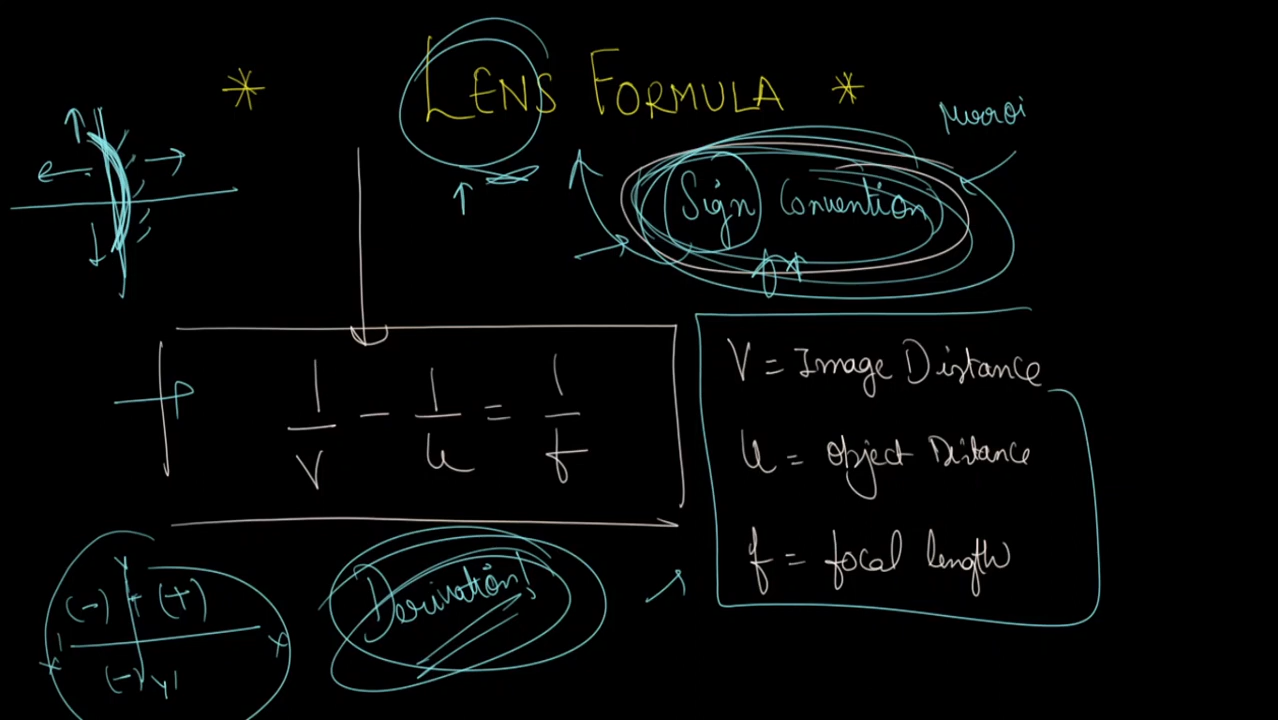 * LENS FORMULA *
Sign Convention
1/V - 1/u = 1/f
V = Image Distance
u = object Distance
f = focal length
Derivation!
Y
(-) (+)
X' X
(-) Y'